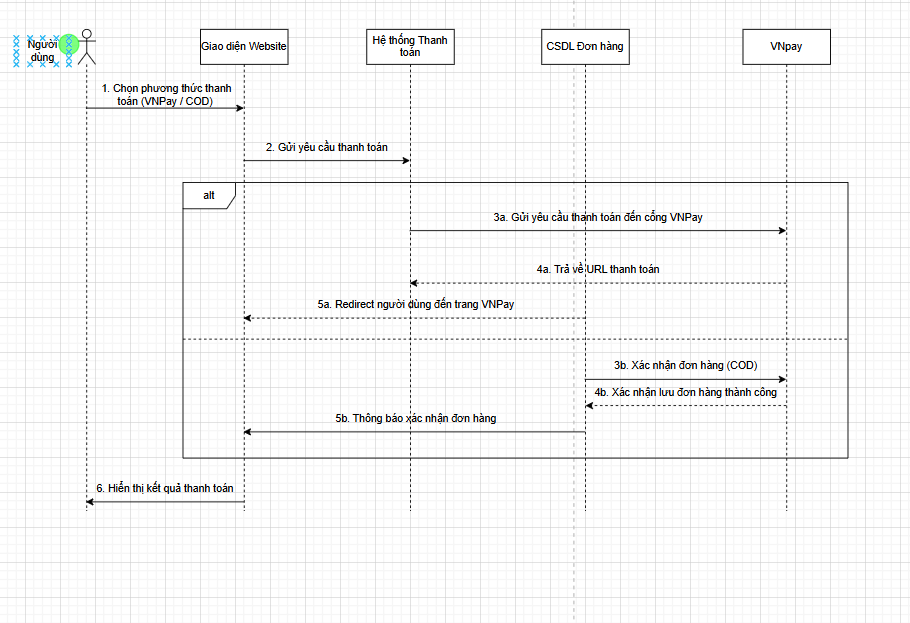 Người
dùng
Giao diện Website
Hệ thống Thanh
toán
CSDL Đơn hàng
VNpay
1. Chọn phương thức thanh
toán (VNPay / COD)
2. Gửi yêu cầu thanh toán
alt
3a. Gửi yêu cầu thanh toán đến cổng VNPay
4a. Trả về URL thanh toán
5a. Redirect người dùng đến trang VNPay
3b. Xác nhận đơn hàng (COD)
4b. Xác nhận lưu đơn hàng thành công
5b. Thông báo xác nhận đơn hàng
6. Hiển thị kết quả thanh toán